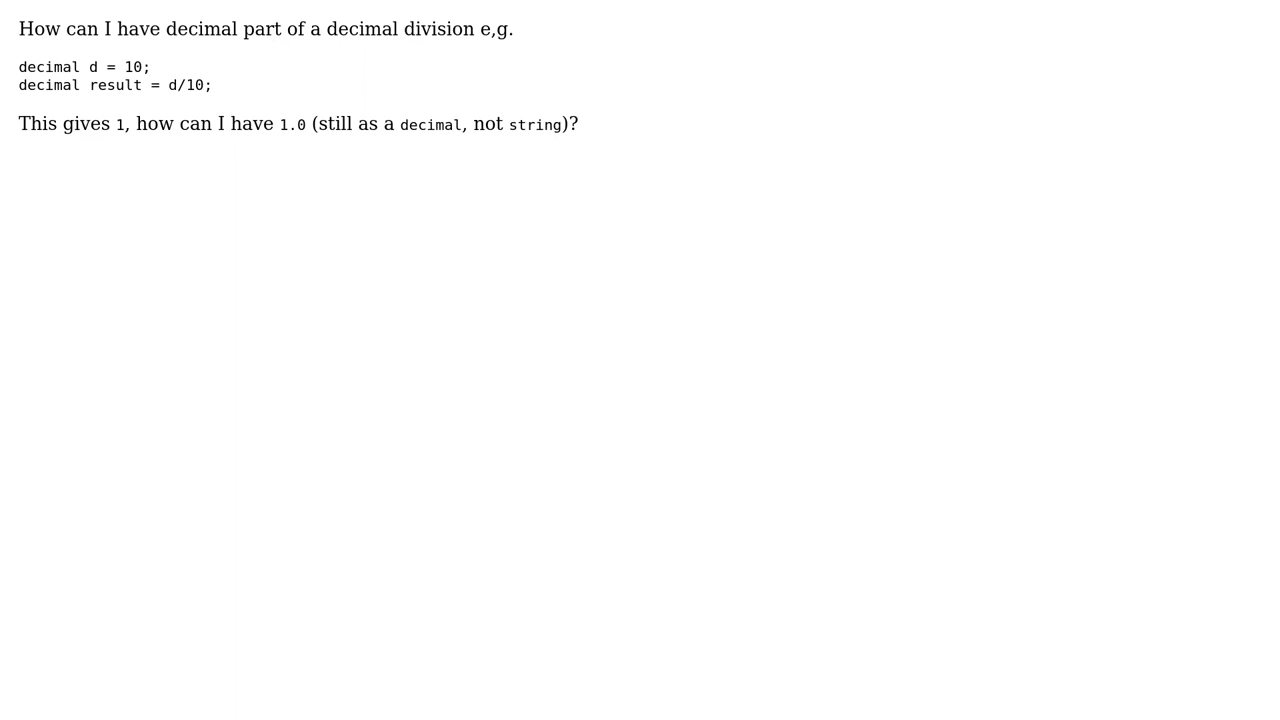 How can I have decimal part of a decimal division e,g.
decimal d = 10;
decimal result = d/10;
This gives 1, how can I have 1.0 (still as a decimal, not string)?